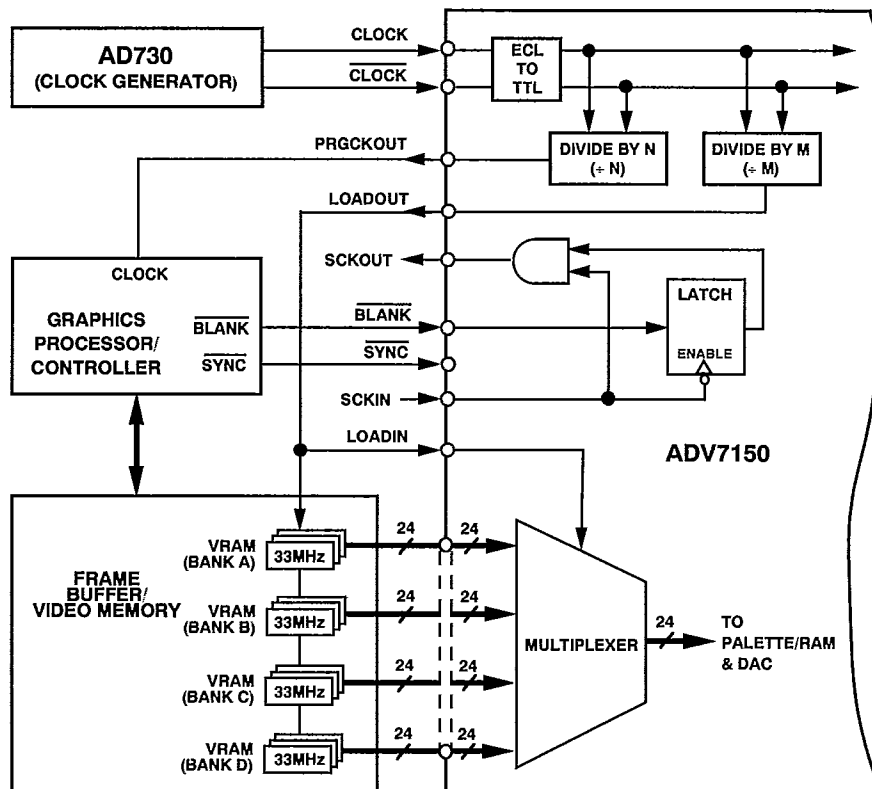 AD730
(CLOCK GENERATOR)
CLOCK
CLOCK
ECL
TO
TTL
PRGCKOUT
DIVIDE BY N
(÷ N)
DIVIDE BY M
(÷ M)
LOADOUT
SCKOUT
CLOCK
GRAPHICS
PROCESSOR/
CONTROLLER
BLANK
SYNC
BLANK
SYNC
LATCH
ENABLE
SCKIN
LOADIN
ADV7150
FRAME
BUFFER/
VIDEO MEMORY
VRAM
(BANK A)
33MHz
24
24
VRAM
(BANK B)
33MHz
24
24
VRAM
(BANK C)
33MHz
24
24
VRAM
(BANK D)
33MHz
24
24
MULTIPLEXER
24
TO
PALETTE/RAM
& DAC